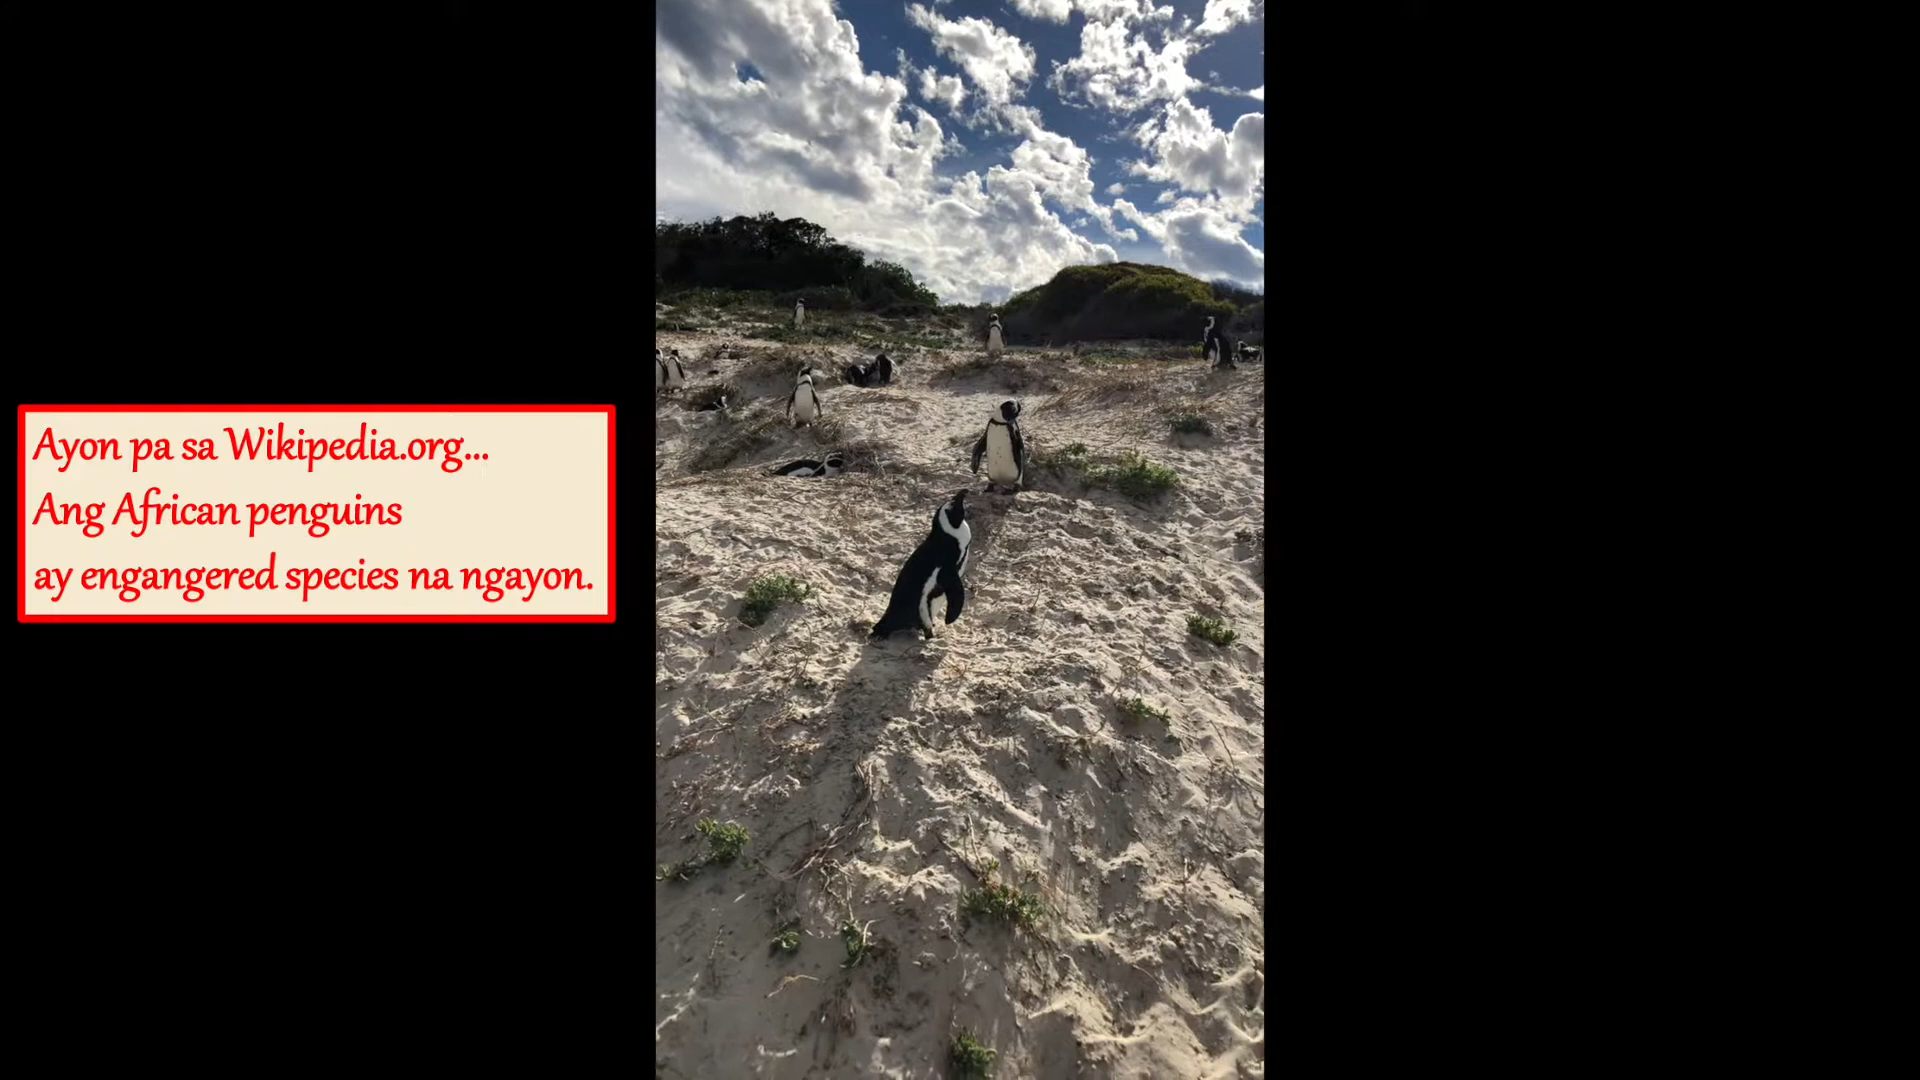 Ayon pa sa Wikipedia.org...
Ang African penguins
ay engangered species na ngayon.